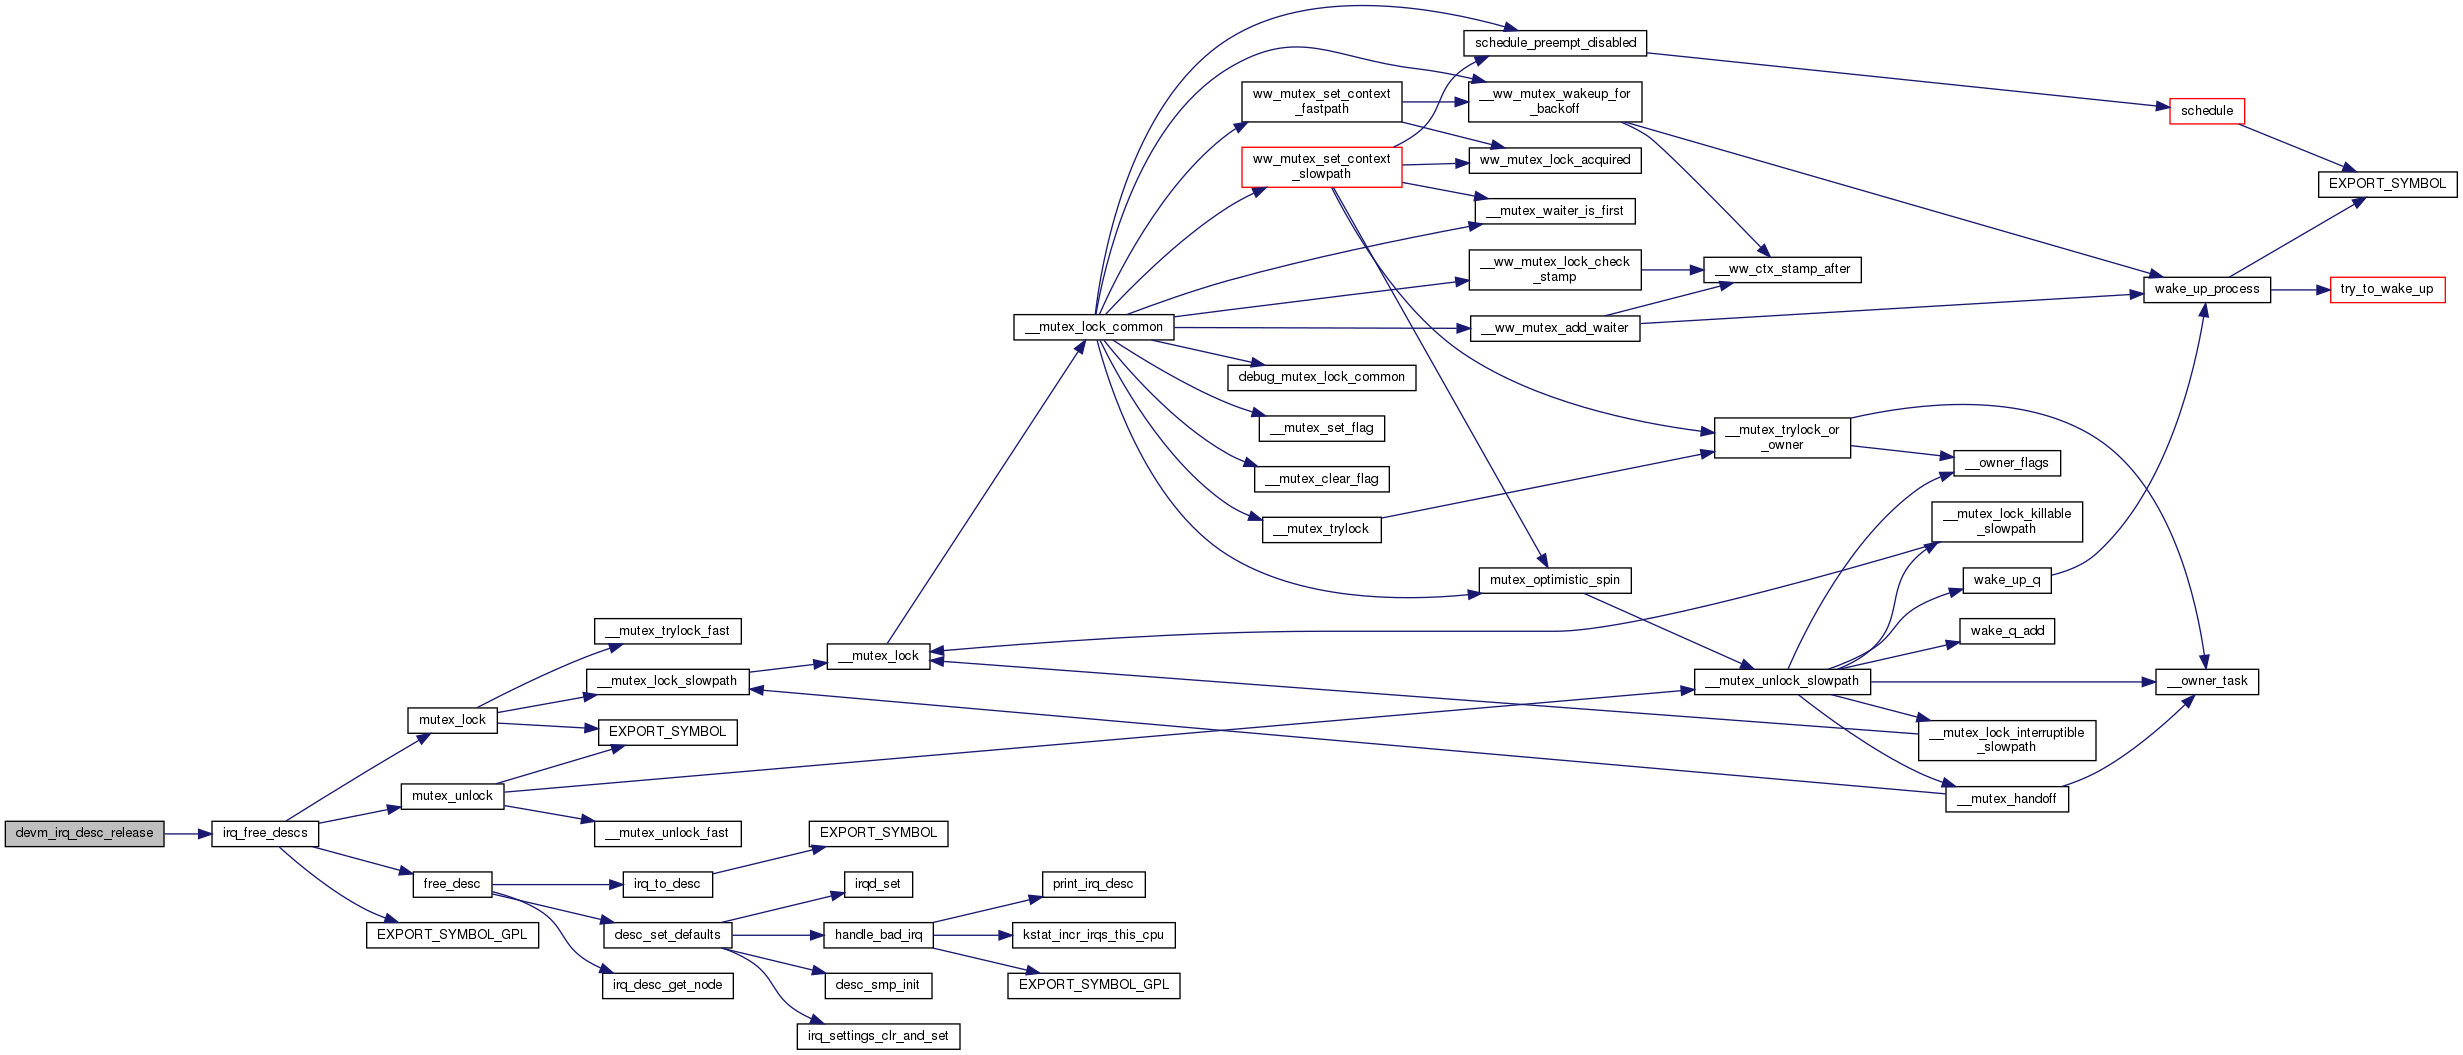 schedule_preempt_disabled
ww_mutex_set_context
_fastpath
__ww_mutex_wakeup_for
_backoff
schedule
ww_mutex_set_context
_slowpath
ww_mutex_lock_acquired
EXPORT_SYMBOL
__mutex_waiter_is_first
__ww_mutex_lock_check
_stamp
__ww_ctx_stamp_after
wake_up_process
try_to_wake_up
__mutex_lock_common
__ww_mutex_add_waiter
debug_mutex_lock_common
__mutex_set_flag
__mutex_trylock_or
_owner
__owner_flags
__mutex_clear_flag
__mutex_trylock
__mutex_lock_killable
_slowpath
mutex_optimistic_spin
wake_up_q
__mutex_trylock_fast
wake_q_add
__mutex_lock
__mutex_lock_slowpath
__mutex_unlock_slowpath
__owner_task
mutex_lock
EXPORT_SYMBOL
__mutex_lock_interruptible
_slowpath
mutex_unlock
__mutex_handoff
devm_irq_desc_release
irq_free_descs
__mutex_unlock_fast
EXPORT_SYMBOL
free_desc
irq_to_desc
irqd_set
print_irq_desc
EXPORT_SYMBOL_GPL
desc_set_defaults
handle_bad_irq
kstat_incr_irqs_this_cpu
irq_desc_get_node
desc_smp_init
EXPORT_SYMBOL_GPL
irq_settings_clr_and_set